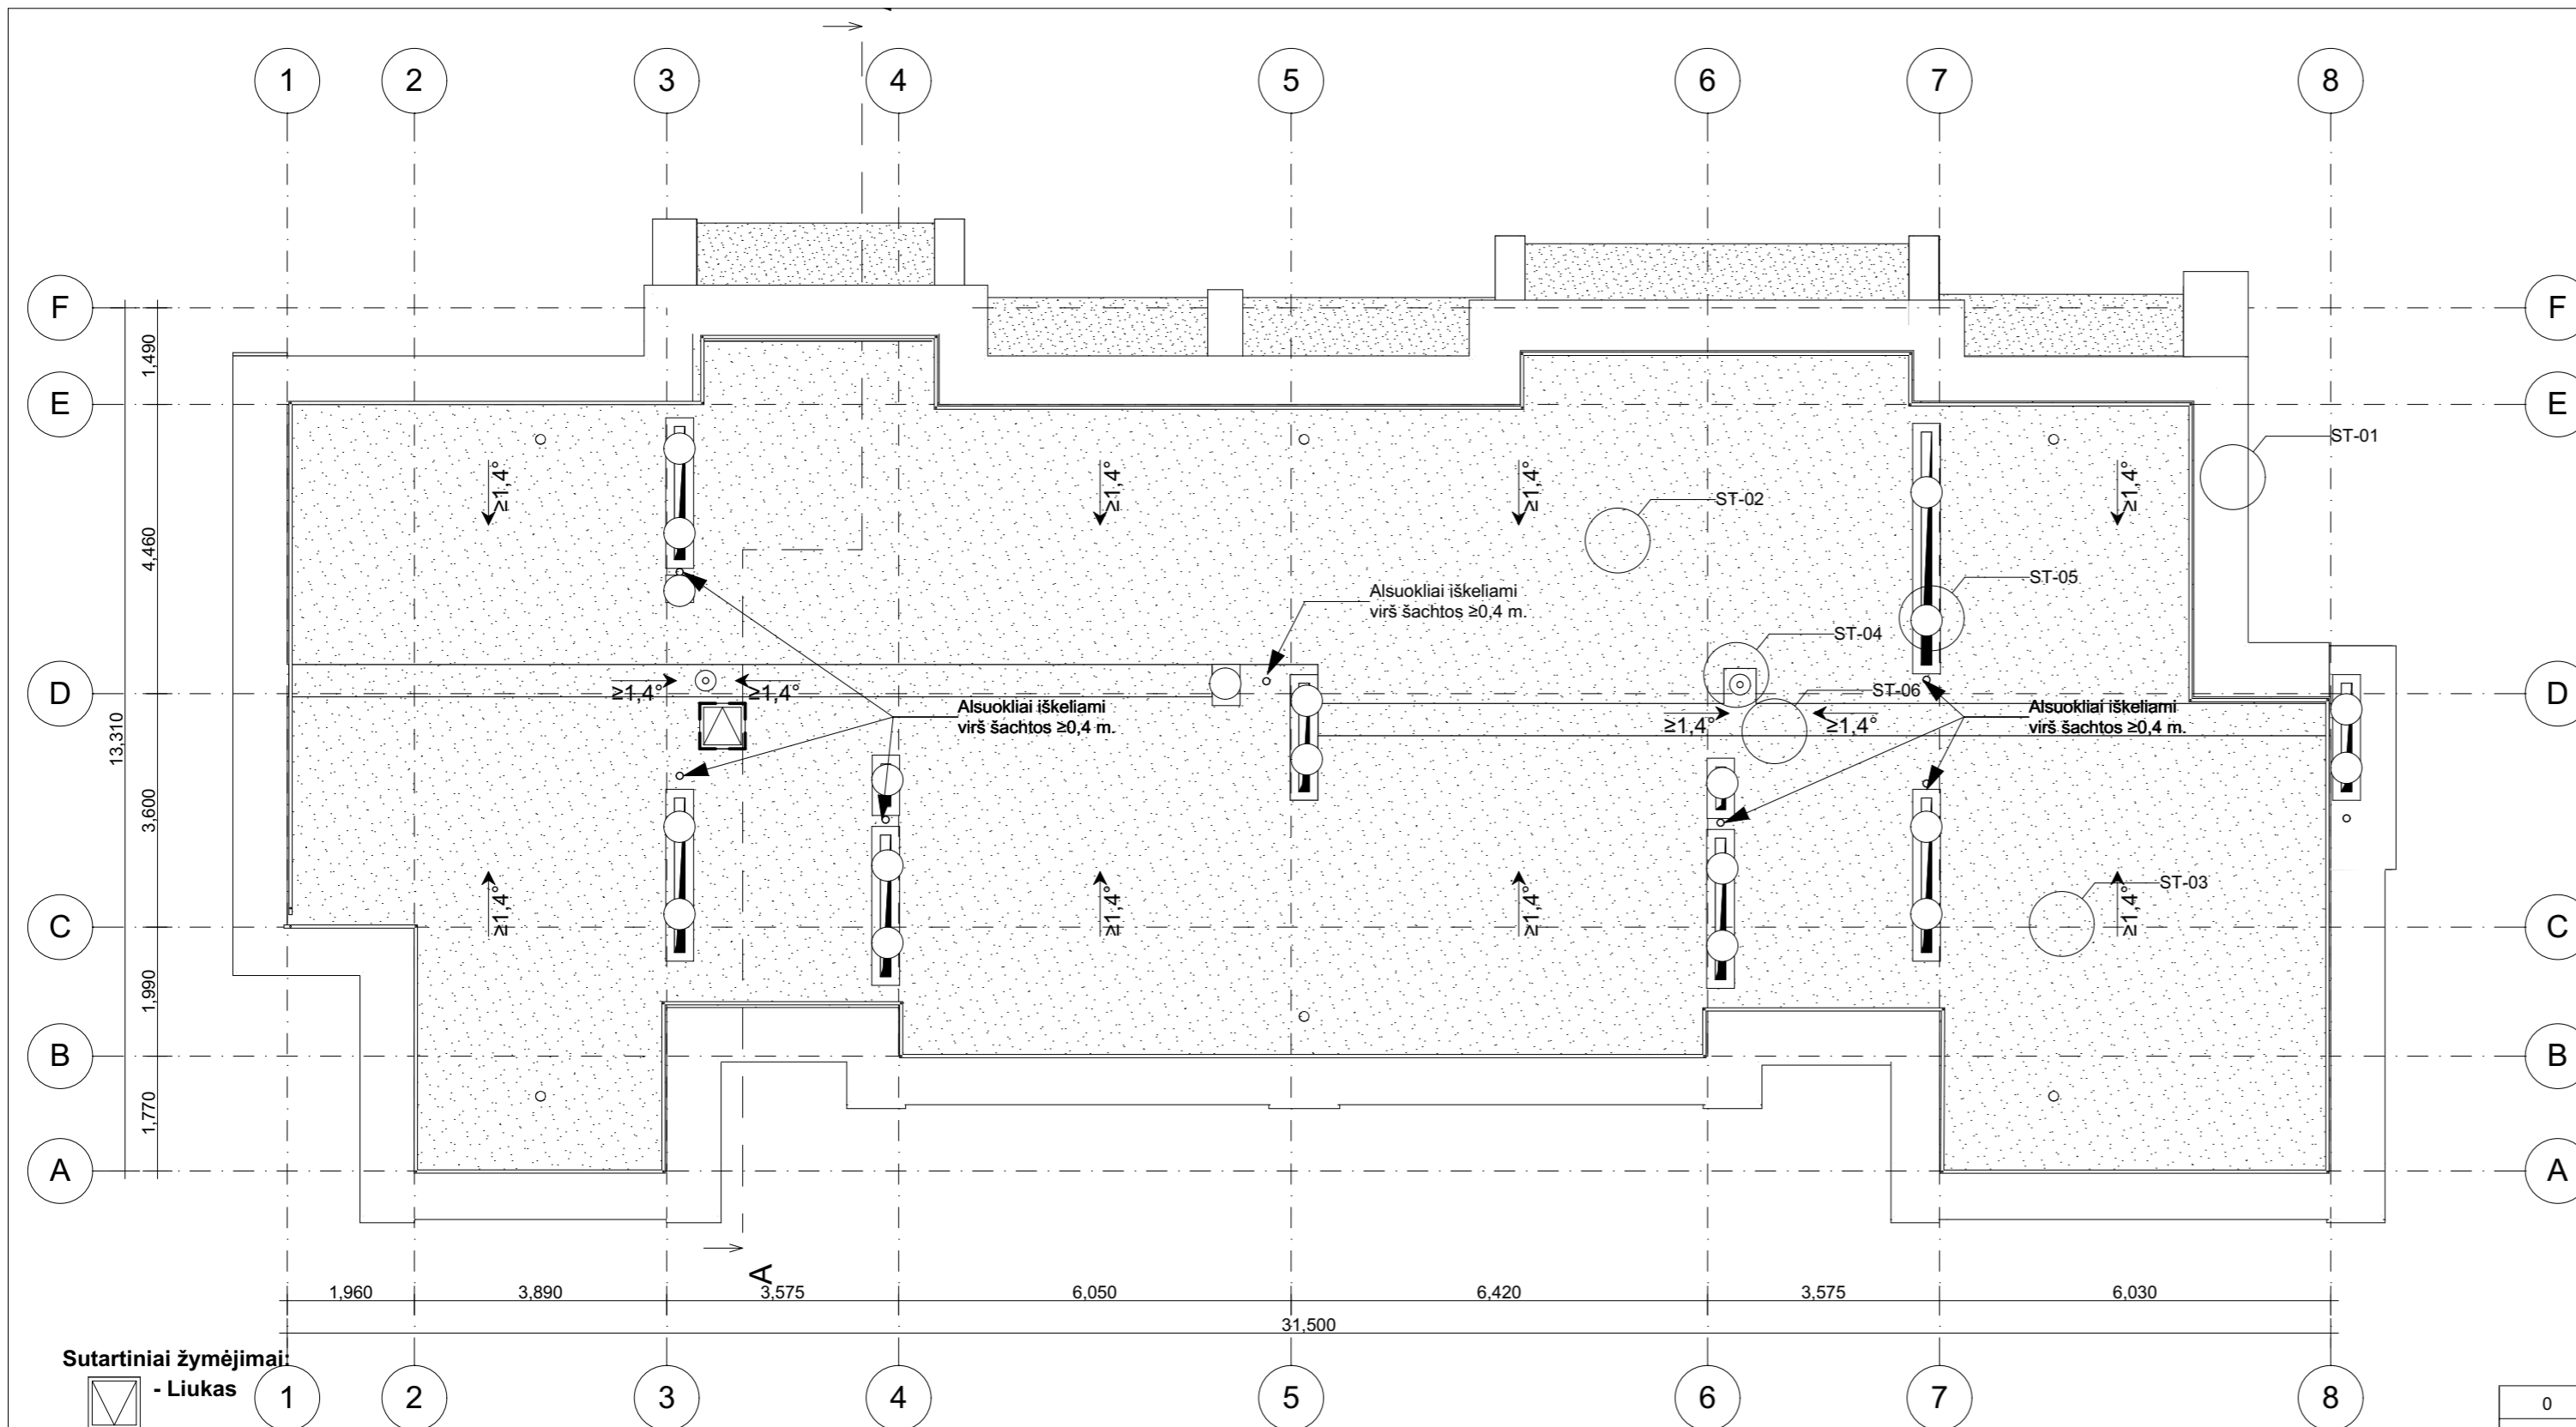 1 2 3 4 5 6 7 8
F F
1,490
E E
ST-01
≥1,4° ≥1,4° ≥1,4° ≥1,4°
ST-02
4,460
Alsuokliai iškeliami
virš šachtos ≥0,4 m.
ST-05
ST-04
D D
≥1,4° ≥1,4°
ST-06
Alsuokliai iškeliami
virš šachtos ≥0,4 m.
≥1,4° ≥1,4°
Alsuokliai iškeliami
virš šachtos ≥0,4 m.
13,310
3,600
ST-03
≥1,4° ≥1,4° ≥1,4° ≥1,4°
C C
1,990
B B
1,770
A A
A
1,960 3,890 3,575 6,050 6,420 3,575 6,030
31,500
Sutartiniai žymėjimai:
- Liukas
1 2 3 4 5 6 7 8
0